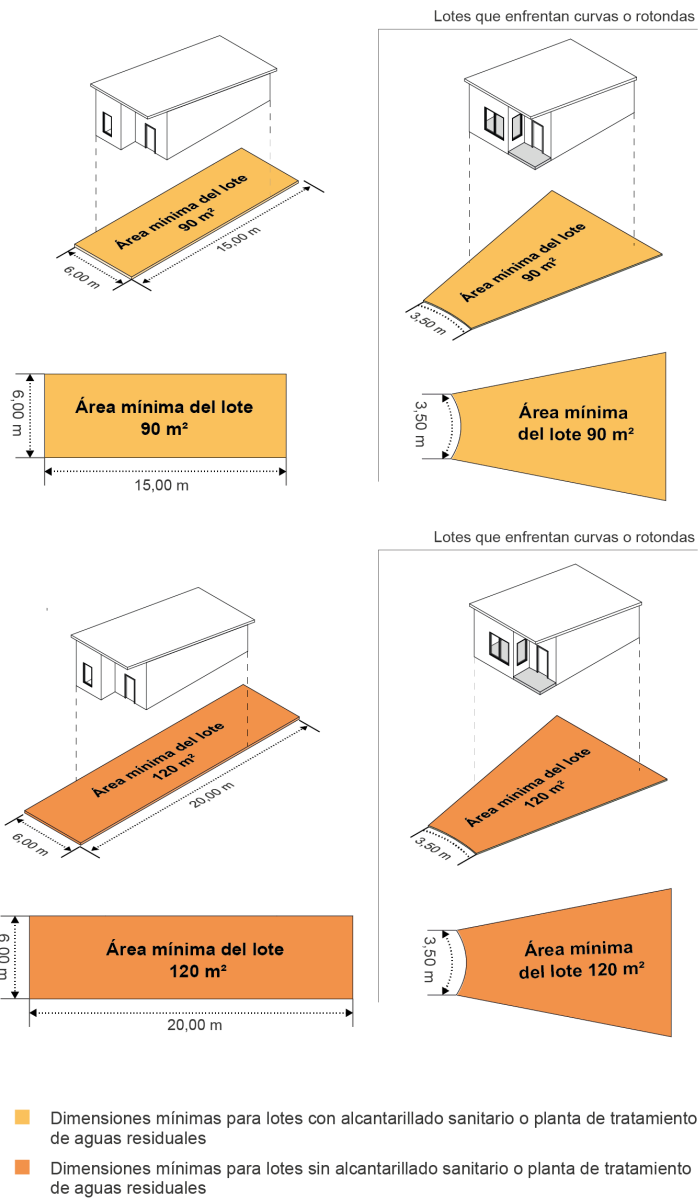 Lotes que enfrentan curvas o rotondas
Área mínima del lote
90 m²
6,00 m
15,00 m
Área mínima del lote
90 m²
3,50 m
6,00 m
Área mínima del lote
90 m²
15,00 m
3,50 m
Área mínima
del lote 90 m²
Lotes que enfrentan curvas o rotondas
Área mínima del lote
120 m²
6,00 m
20,00 m
Área mínima del lote
120 m²
3,50 m
6,00 m
Área mínima del lote
120 m²
20,00 m
3,50 m
Área mínima
del lote 120 m²
Dimensiones mínimas para lotes con alcantarillado sanitario o planta de tratamiento
de aguas residuales
Dimensiones mínimas para lotes sin alcantarillado sanitario o planta de tratamiento
de aguas residuales